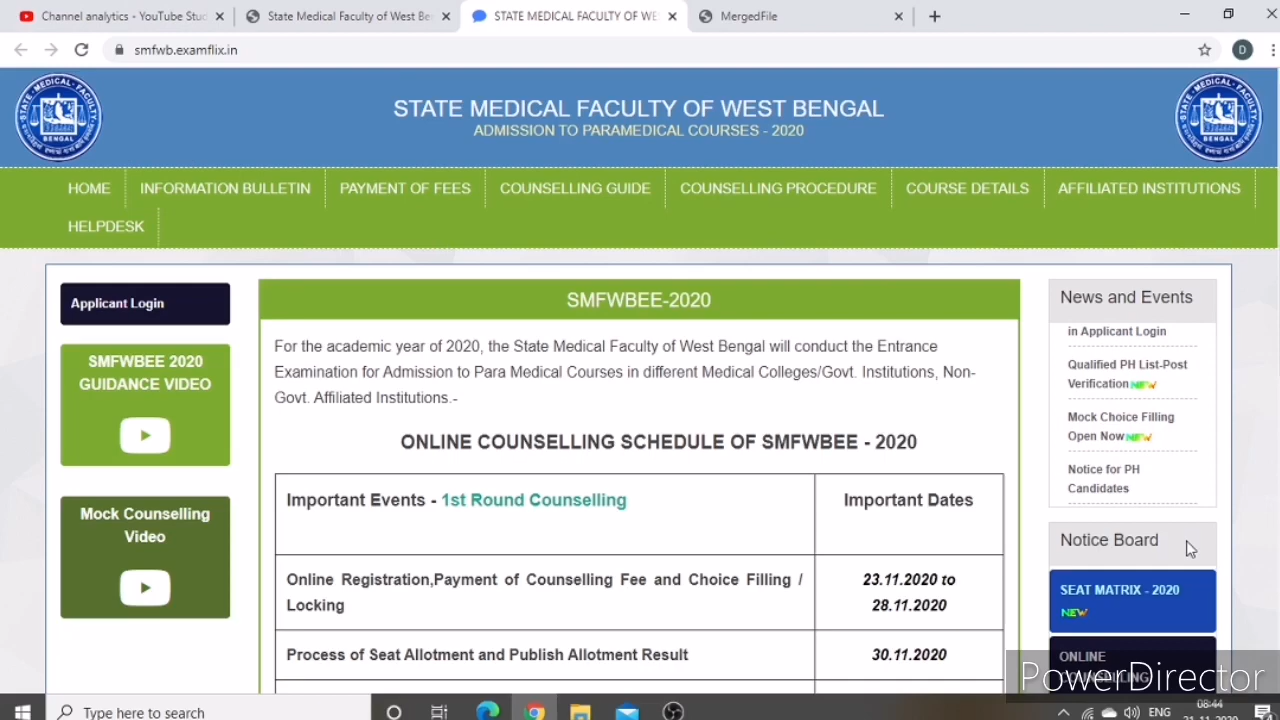 Channel analytics - YouTube Stud
State Medical Faculty of West Be
STATE MEDICAL FACULTY OF WE
MergedFile
smfwb.examflix.in
D
STATE MEDICAL FACULTY OF WEST BENGAL
ADMISSION TO PARAMEDICAL COURSES - 2020
HOME
INFORMATION BULLETIN
PAYMENT OF FEES
COUNSELLING GUIDE
COUNSELLING PROCEDURE
COURSE DETAILS
AFFILIATED INSTITUTIONS
HELPDESK
Applicant Login
SMFWBEE 2020
GUIDANCE VIDEO
Mock Counselling
Video
SMFWBEE-2020
For the academic year of 2020, the State Medical Faculty of West Bengal will conduct the Entrance
Examination for Admission to Para Medical Courses in different Medical Colleges/Govt. Institutions, Non-
Govt. Affiliated Institutions.-
ONLINE COUNSELLING SCHEDULE OF SMFWBEE - 2020
Important Events - 1st Round Counselling
Important Dates
Online Registration,Payment of Counselling Fee and Choice Filling /
Locking
23.11.2020 to
28.11.2020
Process of Seat Allotment and Publish Allotment Result
30.11.2020
News and Events
in Applicant Login
Qualified PH List-Post
Verification NEW
Mock Choice Filling
Open Now NEW
Notice for PH
Candidates
Notice Board
SEAT MATRIX - 2020
NEW
ONLINE
COUNSELLING
PowerDirector
Type here to search
ENG
08:44
21-11-2020